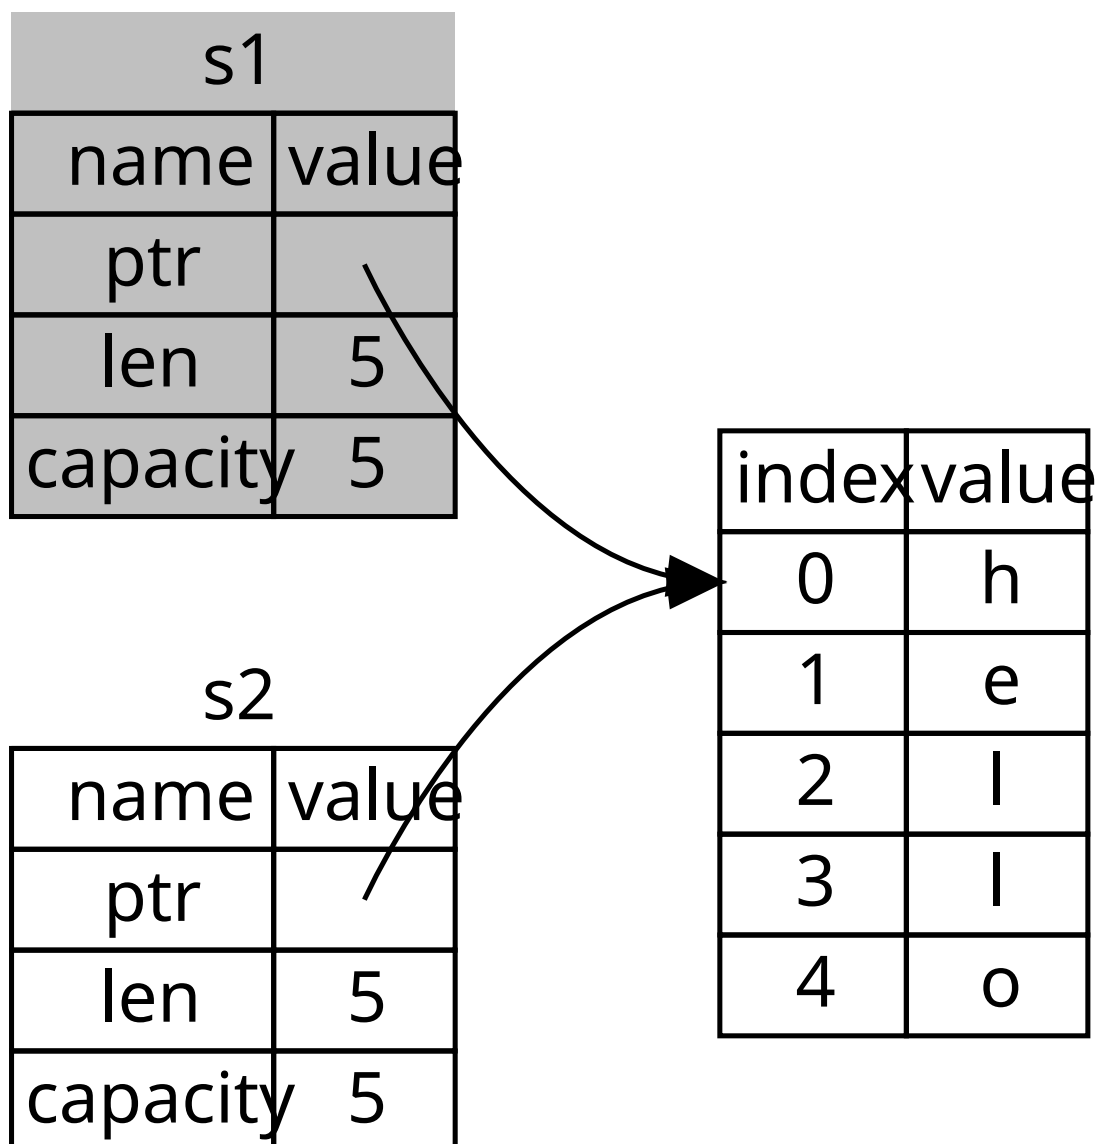 s1
name value
ptr
len 5
capacity 5
s2
name value
ptr
len 5
capacity 5
index value
0 h
1 e
2 l
3 l
4 o